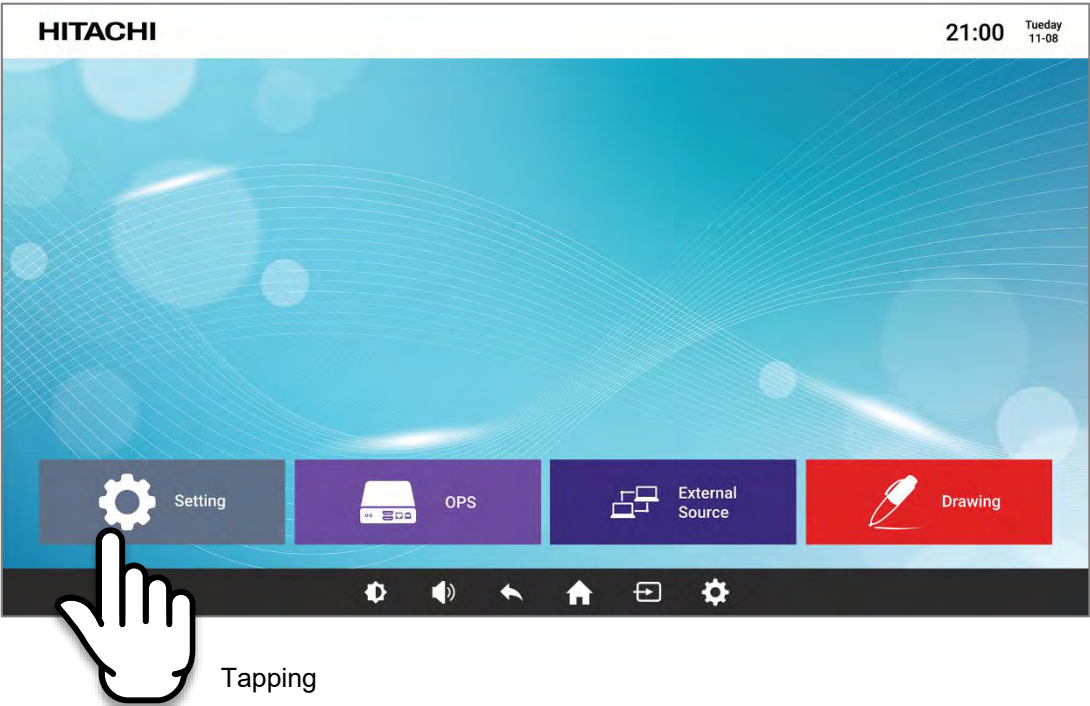 HITACHI
21:00
Tueday
11-08
Setting
OPS
External
Source
Drawing
Tapping